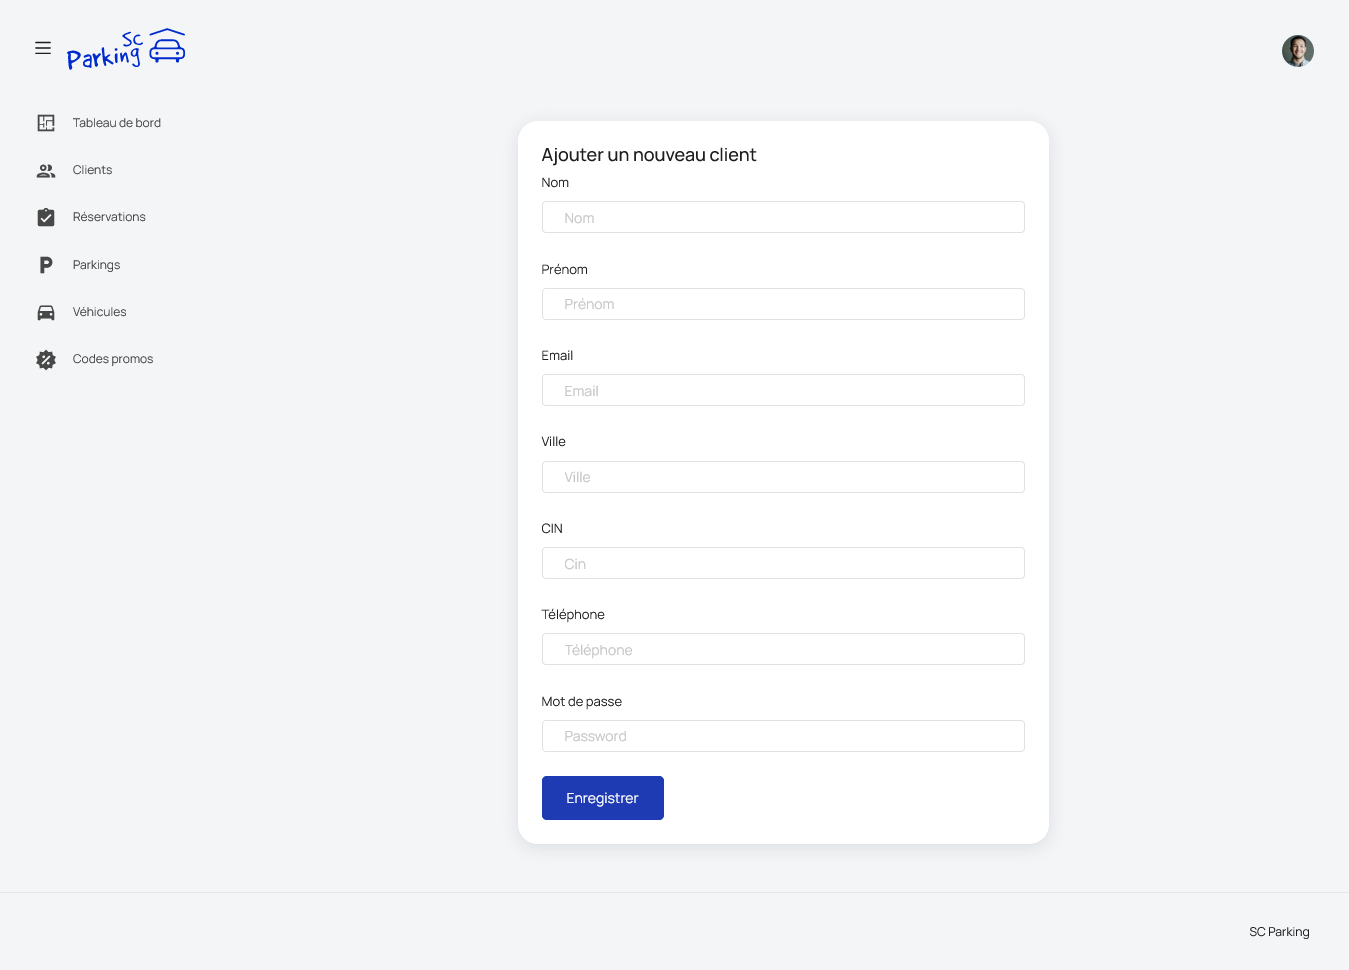 SC
Parking
Tableau de bord
Clients
Réservations
Parkings
Véhicules
Codes promos
Ajouter un nouveau client
Nom
Nom
Prénom
Prénom
Email
Email
Ville
Ville
CIN
Cin
Téléphone
Téléphone
Mot de passe
Password
Enregistrer
SC Parking